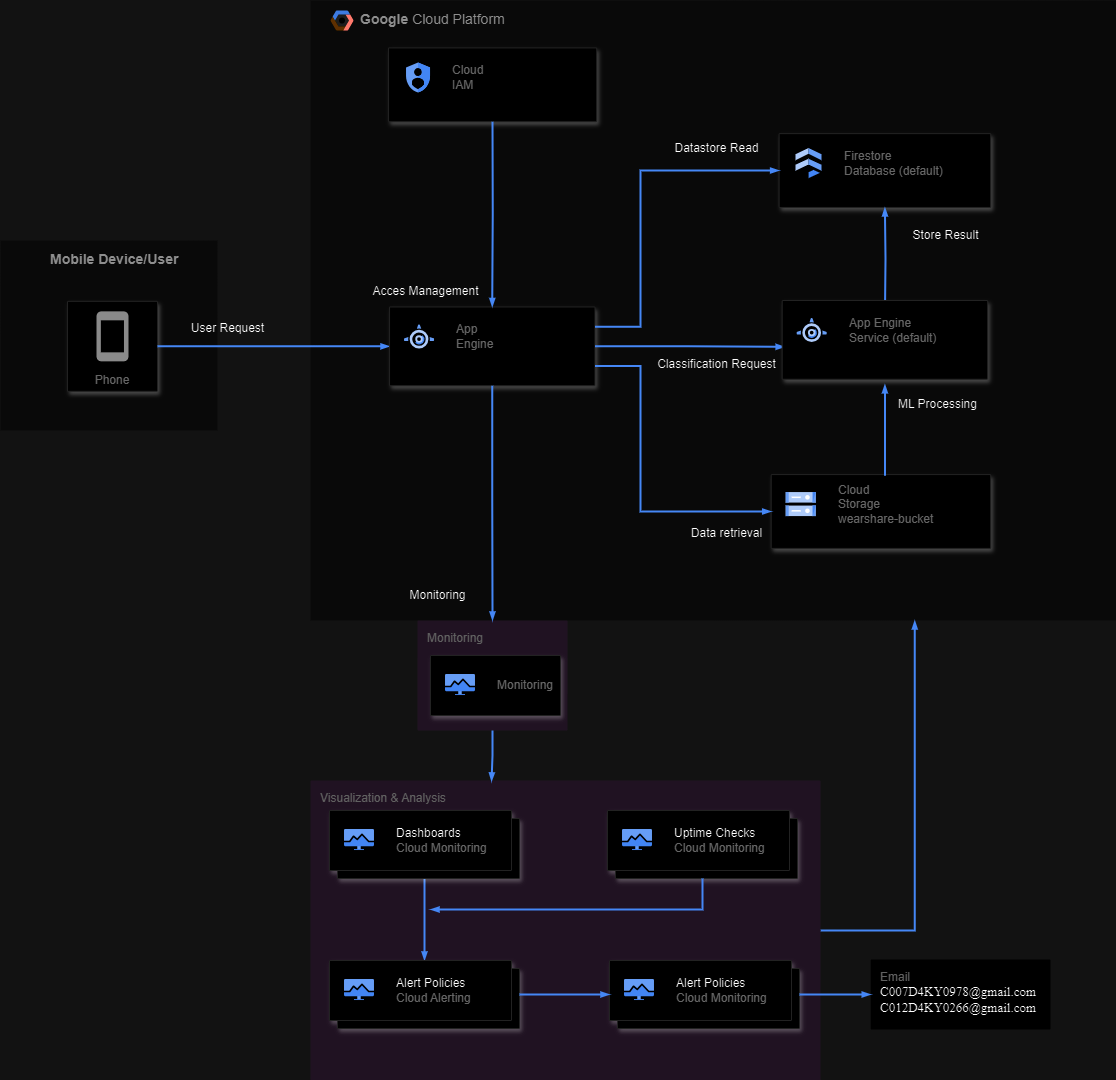 Google Cloud Platform
Cloud
IAM
Datastore Read
Firestore
Database (default)
Store Result
Mobile Device/User
Phone
User Request
Acces Management
App
Engine
App Engine
Service (default)
Classification Request
ML Processing
Cloud
Storage
wearshare-bucket
Data retrieval
Monitoring
Monitoring
Monitoring
Visualization & Analysis
Dashboards
Cloud Monitoring
Uptime Checks
Cloud Monitoring
Alert Policies
Cloud Alerting
Alert Policies
Cloud Monitoring
Email
C007D4KY0978@gmail.com
C012D4KY0266@gmail.com